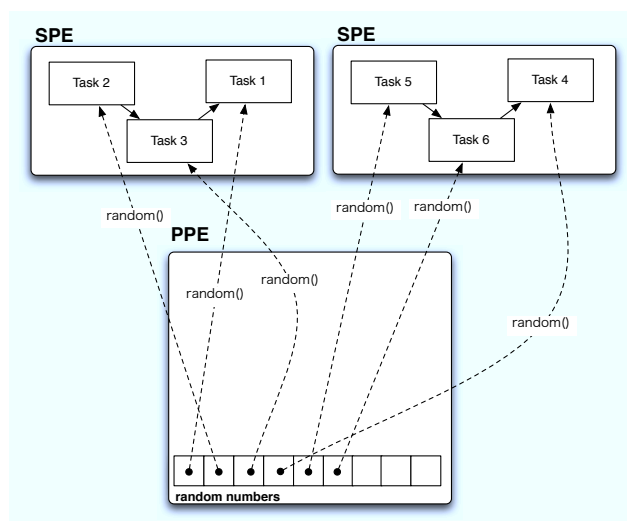 SPE
SPE
Task 2
Task 1
Task 3
Task 5
Task 4
Task 6
random()
random()
random()
PPE
random()
random()
random()
random numbers